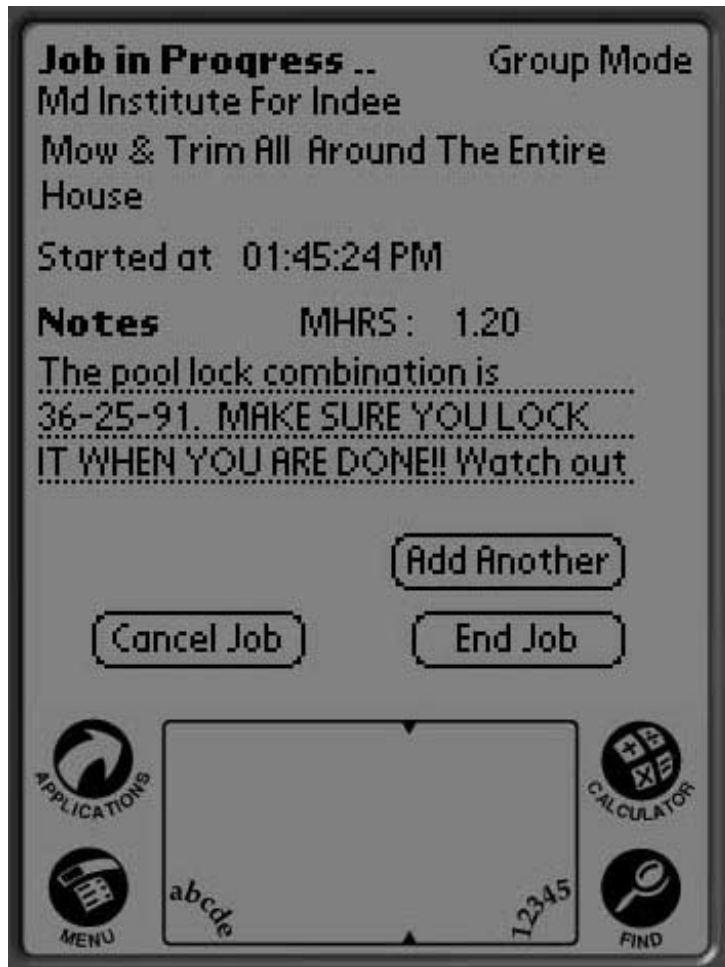 Job in Progress .. Group Mode
Md Institute For Indee
Mow & Trim All Around The Entire
House
Started at 01:45:24 PM
Notes MHRS : 1.20
The pool lock combination is
36-25-91. MAKE SURE YOU LOCK
IT WHEN YOU ARE DONE!! Watch out
Add Another
Cancel Job End Job
APPLICATIONS CALCULATOR
abcde 12345
MENU FIND